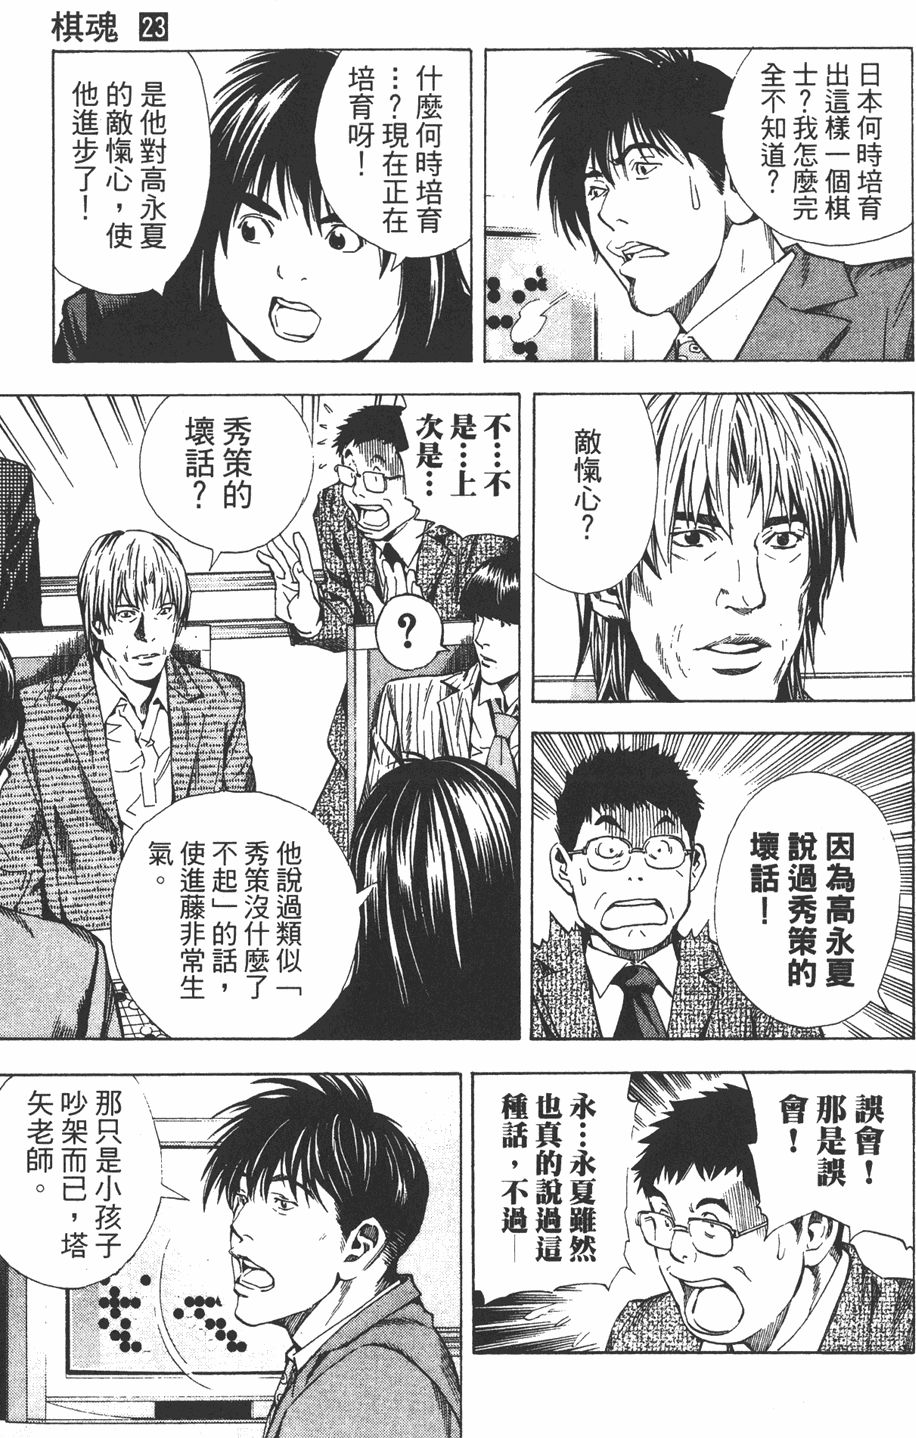 棋魂 23
日本何時培育
出這樣一個棋
士?我怎麼完
全不知道?
什麼何時培育
…?現在正在
培育呀!
是他對高永夏
的敵愾心,使
他進步了!
敵愾心?
因為高永夏
說過秀策的
壞話!
不…不
是…上
次是…
秀策的
壞話?
?
他說過類似「
秀策沒什麼了
不起」的話,
使進藤非常生
氣。
誤會!
那是誤
會!
永…永夏雖然
也真的說過這
種話,不過—
那只是小孩子
吵架而已,塔
矢老師。